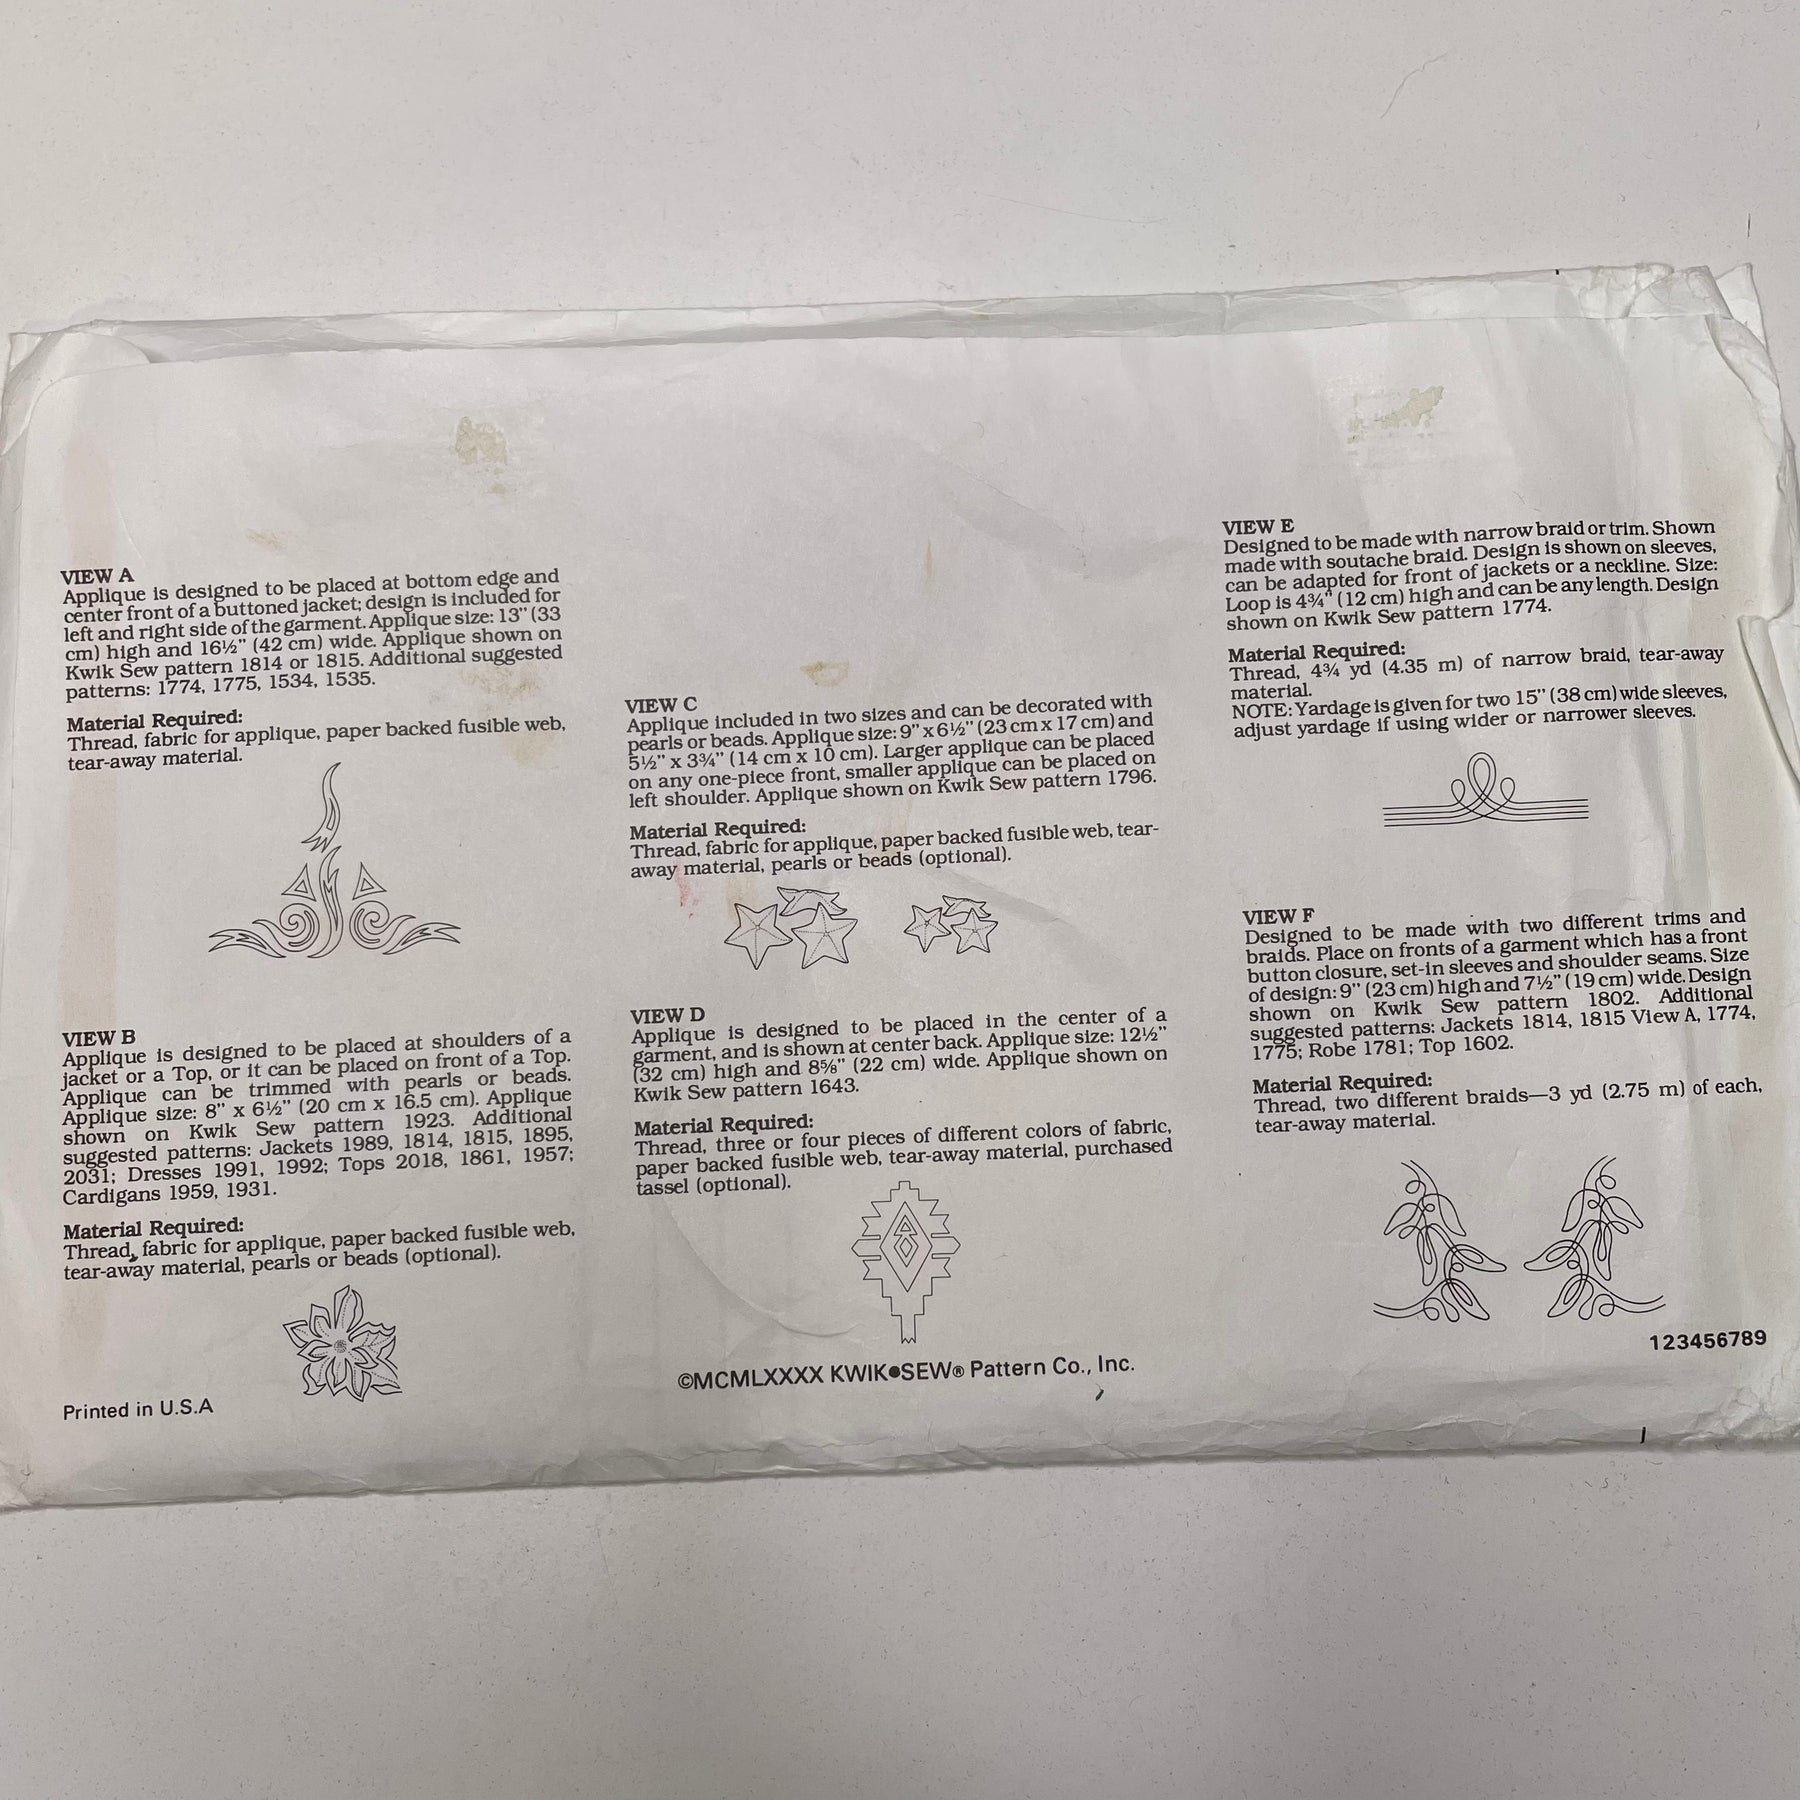 VIEW A
Applique is designed to be placed at bottom edge and
center front of a buttoned jacket; design is included for
left and right side of the garment. Applique size: 13” (33
cm) high and 16½” (42 cm) wide. Applique shown on
Kwik Sew pattern 1814 or 1815. Additional suggested
patterns: 1774, 1775, 1534, 1535.
Material Required:
Thread, fabric for applique, paper backed fusible web,
tear-away material.
VIEW B
Applique is designed to be placed at shoulders of a
jacket or a Top, or it can be placed on front of a Top.
Applique can be trimmed with pearls or beads.
Applique size: 8” x 6½” (20 cm x 16.5 cm). Applique
shown on Kwik Sew pattern 1923. Additional
suggested patterns: Jackets 1989, 1814, 1815, 1895,
2031; Dresses 1991, 1992; Tops 2018, 1861, 1957;
Cardigans 1959, 1931.
Material Required:
Thread, fabric for applique, paper backed fusible web,
tear-away material, pearls or beads (optional).
Printed in U.S.A
VIEW C
Applique included in two sizes and can be decorated with
pearls or beads. Applique size: 9” x 6½” (23 cm x 17 cm) and
5½” x 3¾” (14 cm x 10 cm). Larger applique can be placed
on any one-piece front, smaller applique can be placed on
left shoulder. Applique shown on Kwik Sew pattern 1796.
Material Required:
Thread, fabric for applique, paper backed fusible web, tear-
away material, pearls or beads (optional).
VIEW D
Applique is designed to be placed in the center of a
garment, and is shown at center back. Applique size: 12½”
(32 cm) high and 8⅝” (22 cm) wide. Applique shown on
Kwik Sew pattern 1643.
Material Required:
Thread, three or four pieces of different colors of fabric,
paper backed fusible web, tear-away material, purchased
tassel (optional).
©MCMLXXXX KWIK•SEW® Pattern Co., Inc.
VIEW E
Designed to be made with narrow braid or trim. Shown
made with soutache braid. Design is shown on sleeves,
can be adapted for front of jackets or a neckline. Size:
Loop is 4¾” (12 cm) high and can be any length. Design
shown on Kwik Sew pattern 1774.
Material Required:
Thread, 4¾ yd (4.35 m) of narrow braid, tear-away
material.
NOTE: Yardage is given for two 15” (38 cm) wide sleeves,
adjust yardage if using wider or narrower sleeves.
VIEW F
Designed to be made with two different trims and
braids. Place on fronts of a garment which has a front
button closure, set-in sleeves and shoulder seams. Size
of design: 9” (23 cm) high and 7½” (19 cm) wide. Design
shown on Kwik Sew pattern 1802. Additional
suggested patterns: Jackets 1814, 1815 View A, 1774,
1775; Robe 1781; Top 1602.
Material Required:
Thread, two different braids—3 yd (2.75 m) of each,
tear-away material.
123456789